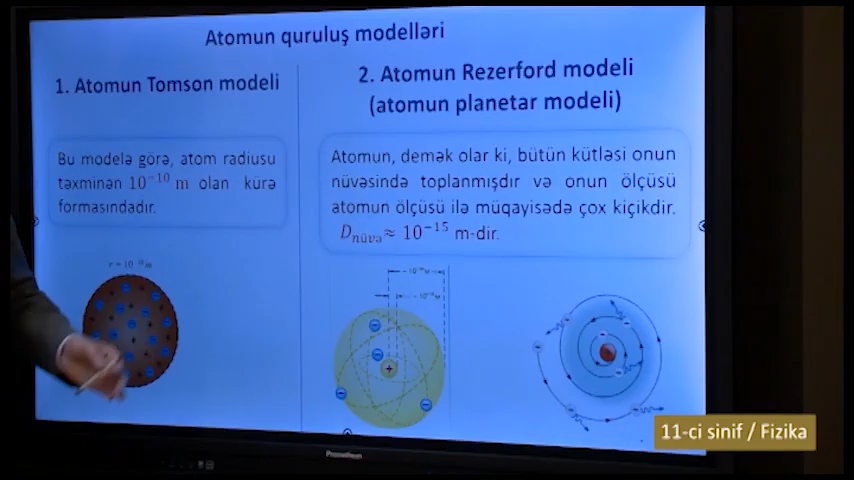 Atomun quruluş modelləri
1. Atomun Tomson modeli
Bu modelə görə, atom radiusu
təxminən 10⁻¹⁰ m olan kürə
formasındadır.
2. Atomun Rezerford modeli
(atomun planetar modeli)
Atomun, demək olar ki, bütün kütləsi onun
nüvəsində toplanmışdır və onun ölçüsü
atomun ölçüsü ilə müqayisədə çox kiçikdir.
Dnüvə ≈ 10⁻¹⁵ m-dir.
11-ci sinif / Fizika
Promethean